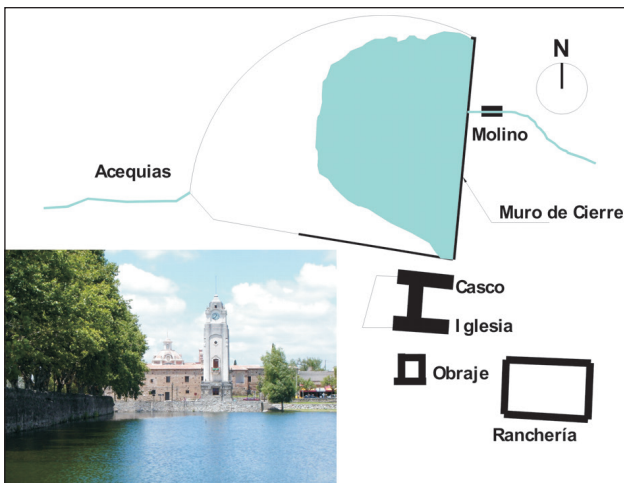 N
Molino
Acequias
Muro de Cierre
Casco
Iglesia
Obraje
Ranchería